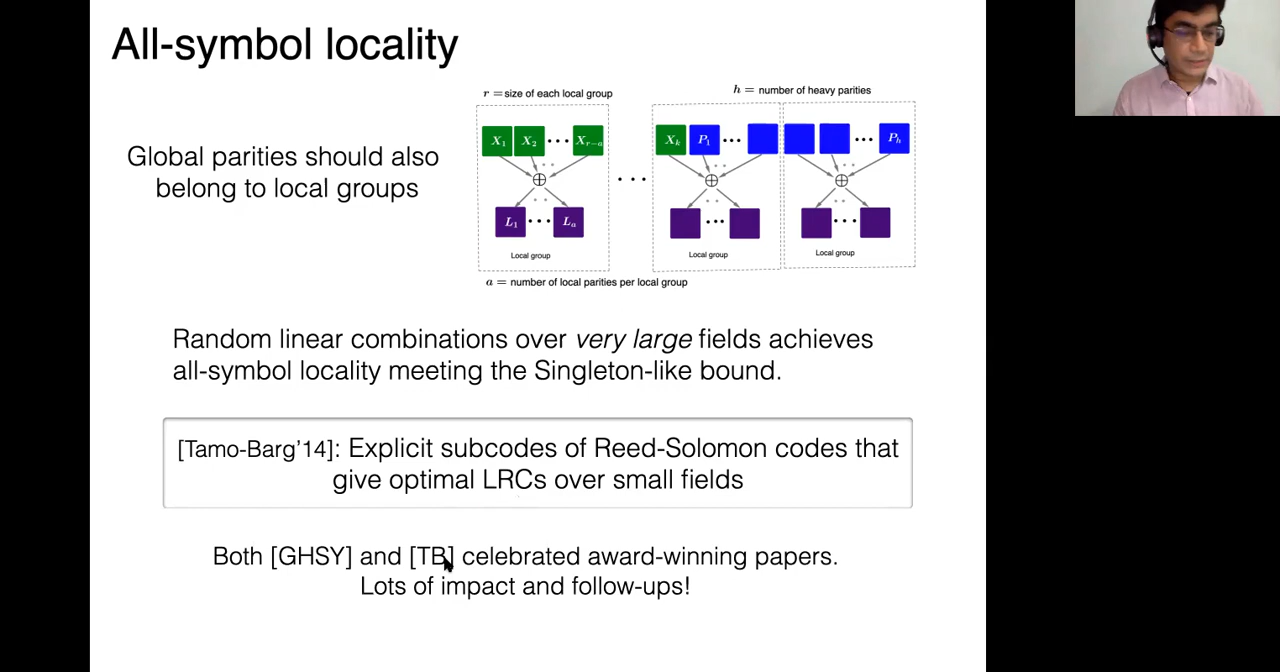 All-symbol locality
r = size of each local group
h = number of heavy parities
Global parities should also
belong to local groups
X₁ X₂ ··· Xᵣ₋ₐ ··· Xₖ P₁ ··· ··· Pₕ
⊕ ⊕ ⊕
L₁ ··· Lₐ ··· ···
Local group Local group Local group
a = number of local parities per local group
Random linear combinations over very large fields achieves
all-symbol locality meeting the Singleton-like bound.
[Tamo-Barg’14]: Explicit subcodes of Reed-Solomon codes that
give optimal LRCs over small fields
Both [GHSY] and [TB] celebrated award-winning papers.
Lots of impact and follow-ups!